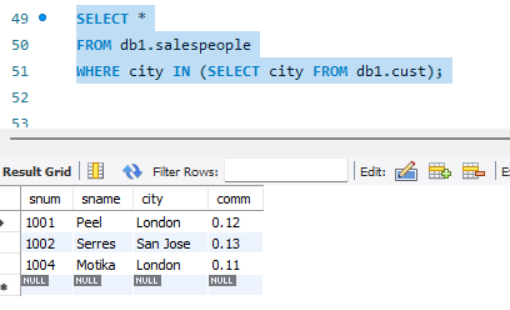 49 SELECT *
50 FROM db1.salespeople
51 WHERE city IN (SELECT city FROM db1.cust);
52
53
Result Grid Filter Rows: Edit:
snum sname city comm
1001 Peel London 0.12
1002 Serres San Jose 0.13
1004 Motika London 0.11
NULL NULL NULL NULL